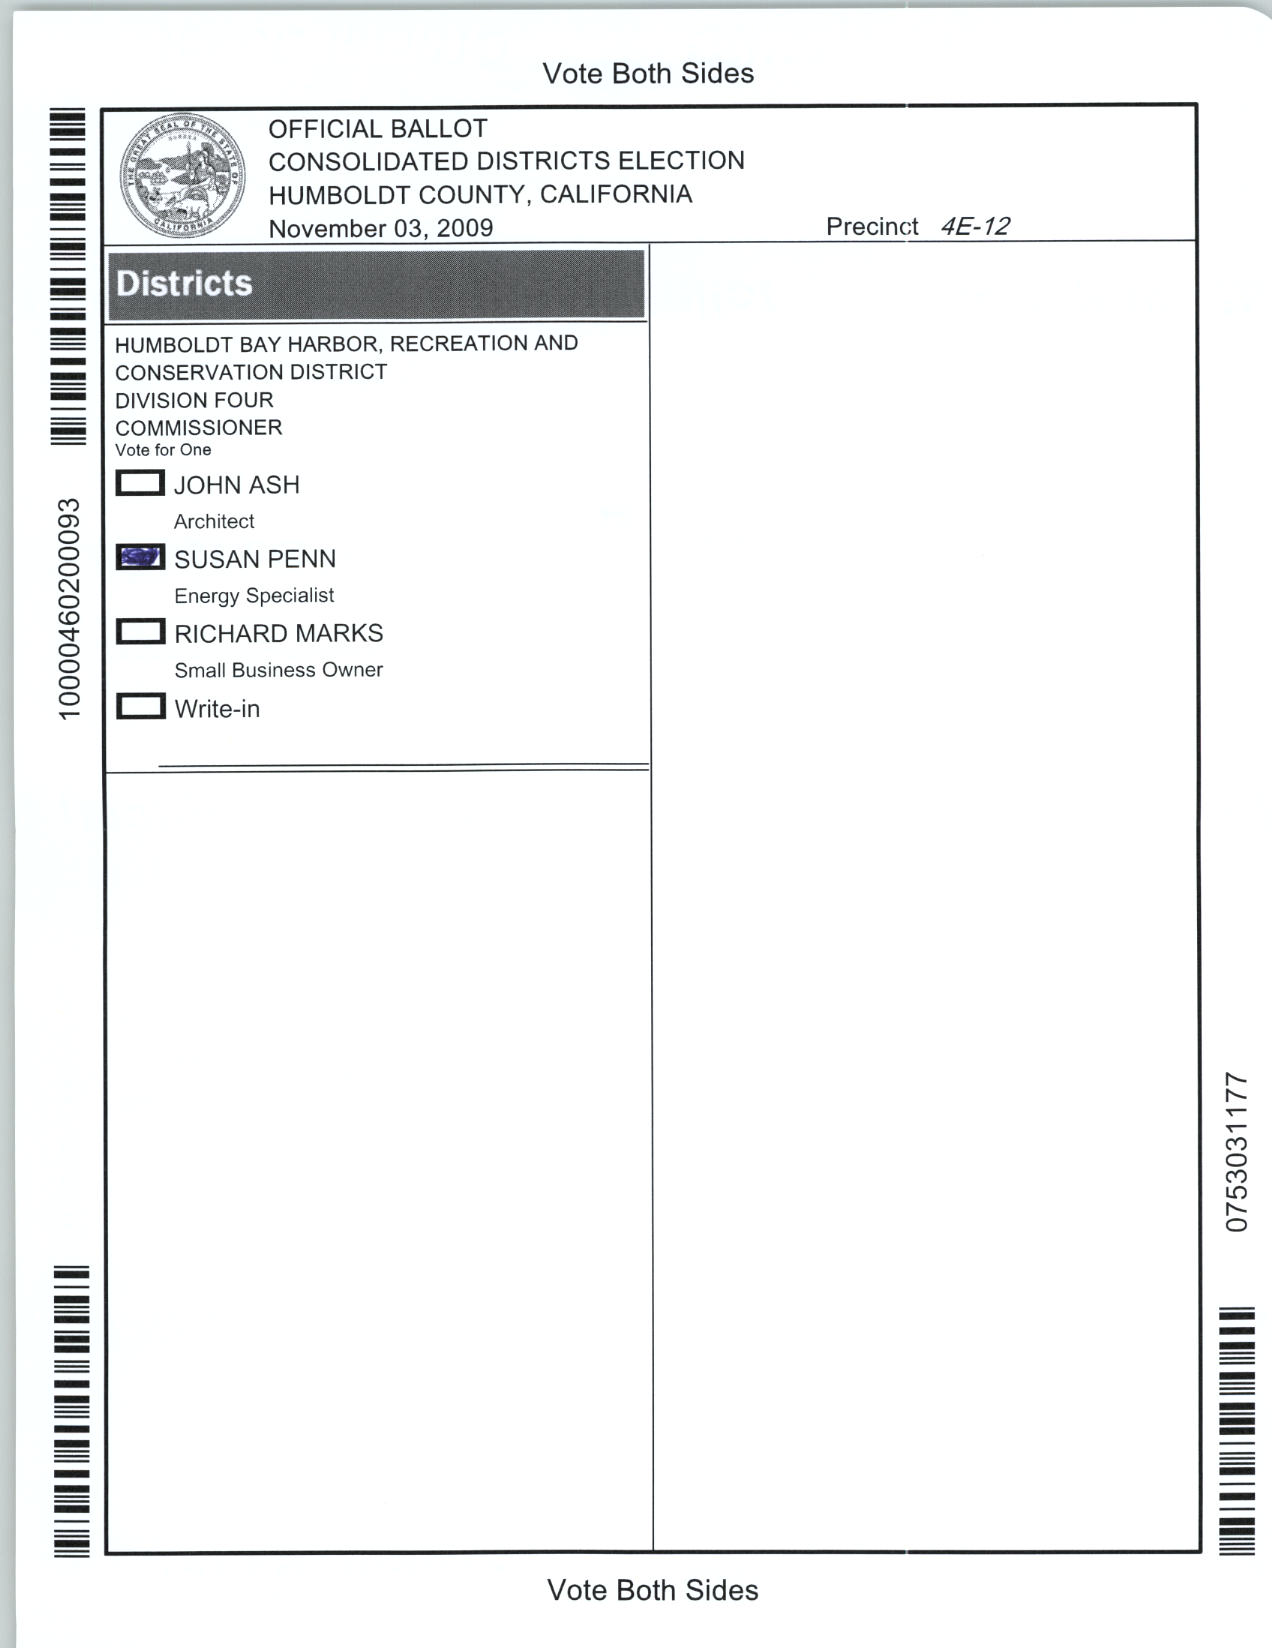 Vote Both Sides
THE GREAT SEAL OF THE STATE OF CALIFORNIA
EUREKA
OFFICIAL BALLOT
CONSOLIDATED DISTRICTS ELECTION
HUMBOLDT COUNTY, CALIFORNIA
November 03, 2009
Precinct 4E-12
Districts
HUMBOLDT BAY HARBOR, RECREATION AND
CONSERVATION DISTRICT
DIVISION FOUR
COMMISSIONER
Vote for One
JOHN ASH
Architect
SUSAN PENN
Energy Specialist
RICHARD MARKS
Small Business Owner
Write-in
10000460200093
0753031177
Vote Both Sides